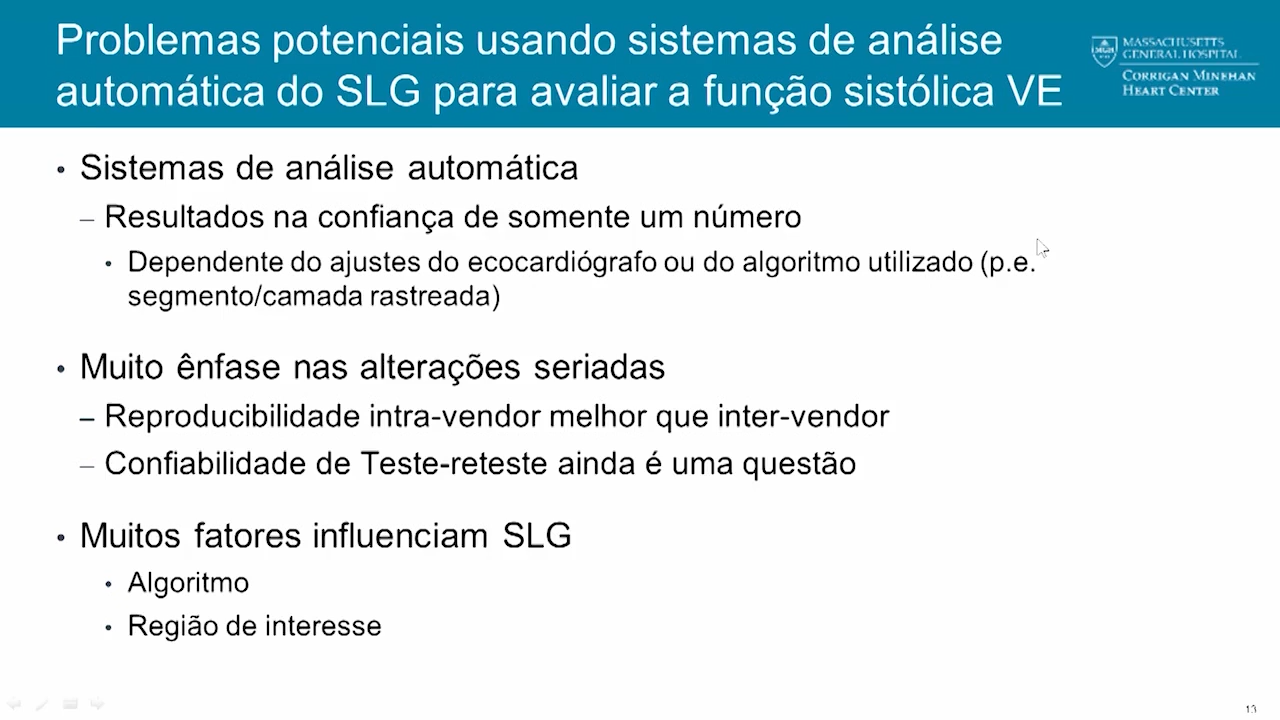 Problemas potenciais usando sistemas de análise
automática do SLG para avaliar a função sistólica VE
MASSACHUSETTS
GENERAL HOSPITAL
CORRIGAN MINEHAN
HEART CENTER
• Sistemas de análise automática
– Resultados na confiança de somente um número
• Dependente do ajustes do ecocardiógrafo ou do algoritmo utilizado (p.e.
segmento/camada rastreada)
• Muito ênfase nas alterações seriadas
– Reproducibilidade intra-vendor melhor que inter-vendor
– Confiabilidade de Teste-reteste ainda é uma questão
• Muitos fatores influenciam SLG
• Algoritmo
• Região de interesse